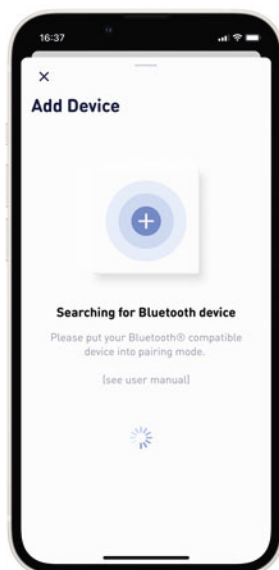 16:37
Add Device
Searching for Bluetooth device
Please put your Bluetooth® compatible
device into pairing mode.
(see user manual)